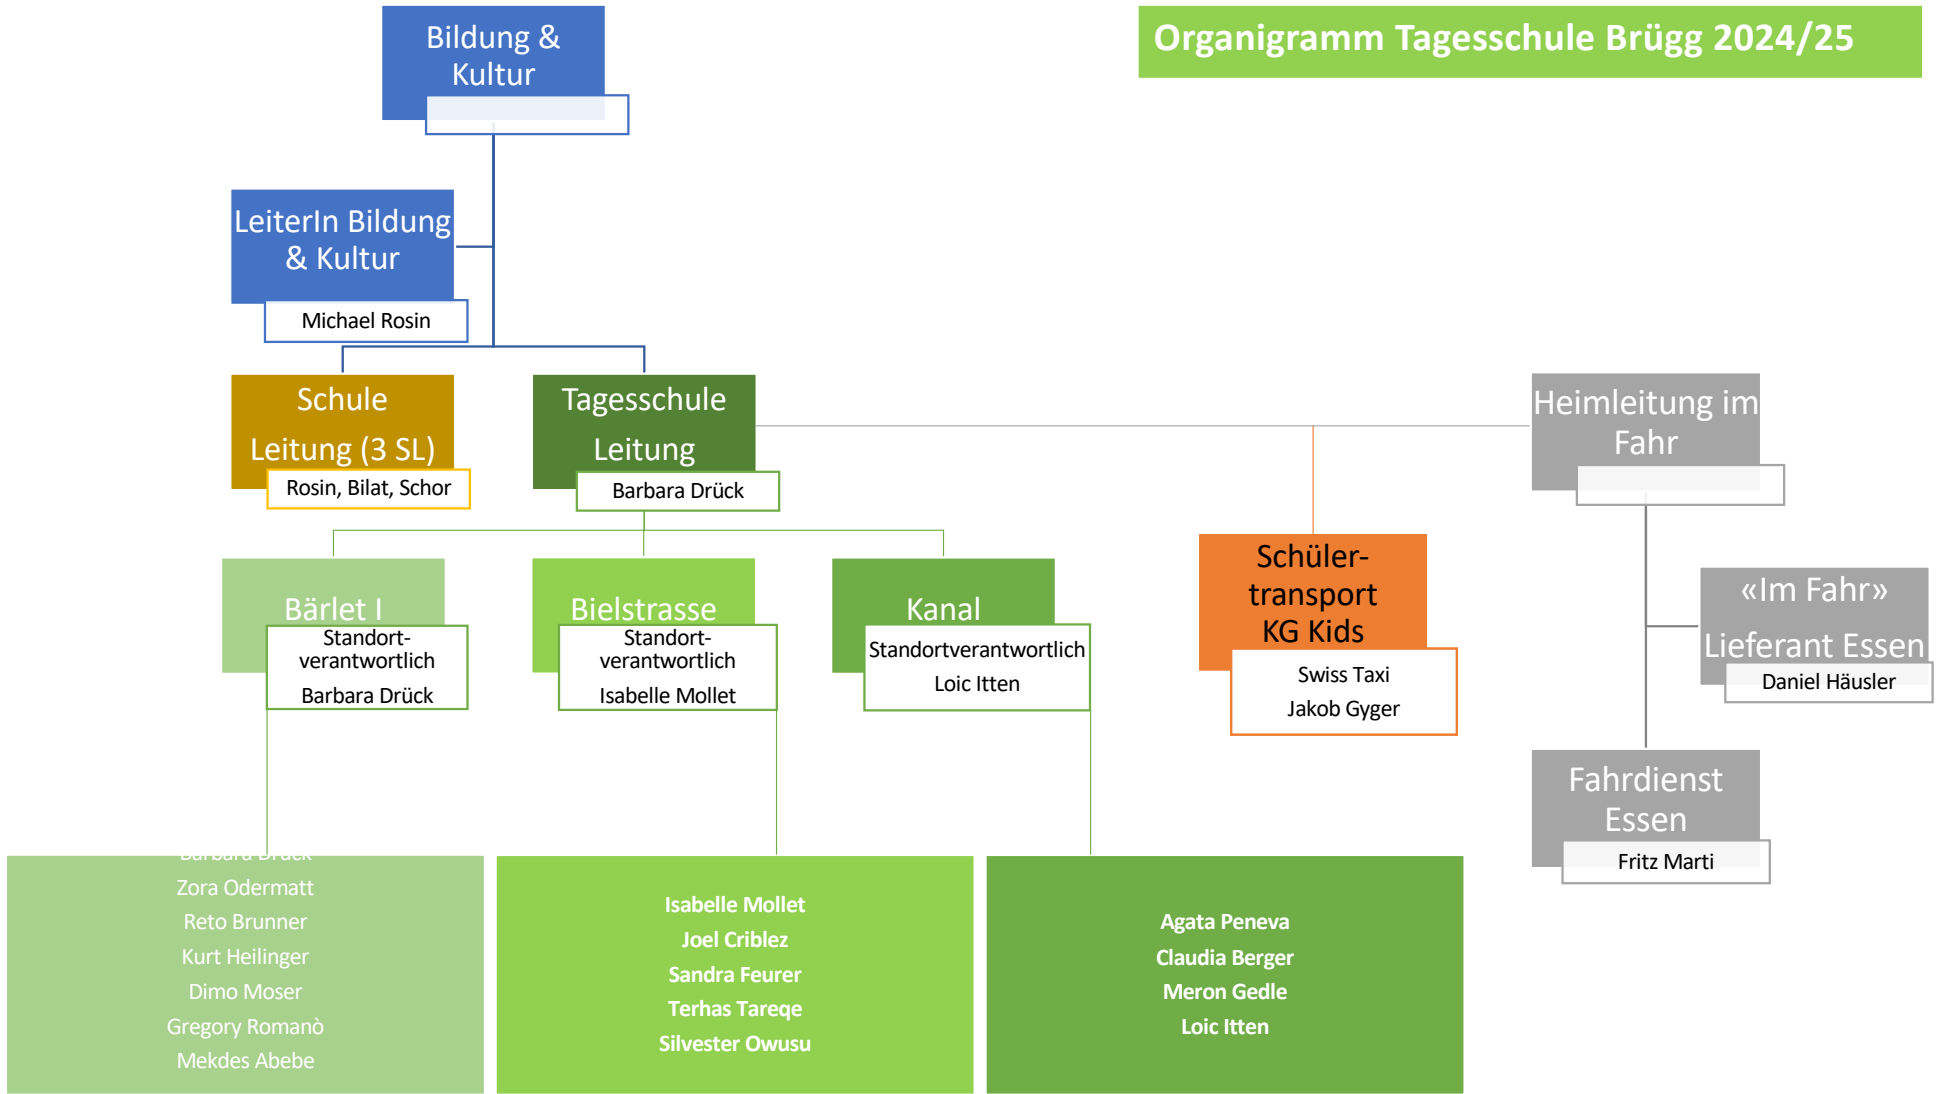 Organigramm Tagesschule Brügg 2024/25
Bildung &
Kultur
LeiterIn Bildung
& Kultur
Michael Rosin
Schule
Leitung (3 SL)
Rosin, Bilat, Schor
Tagesschule
Leitung
Barbara Drück
Heimleitung im
Fahr
Bärlet I
Standort-
verantwortlich
Barbara Drück
Bielstrasse
Standort-
verantwortlich
Isabelle Mollet
Kanal
Standortverantwortlich
Loic Itten
Schüler-
transport
KG Kids
Swiss Taxi
Jakob Gyger
«Im Fahr»
Lieferant Essen
Daniel Häusler
Fahrdienst
Essen
Fritz Marti
Barbara Drück
Zora Odermatt
Reto Brunner
Kurt Heilinger
Dimo Moser
Gregory Romanò
Mekdes Abebe
Isabelle Mollet
Joel Criblez
Sandra Feurer
Terhas Tareqe
Silvester Owusu
Agata Peneva
Claudia Berger
Meron Gedle
Loic Itten